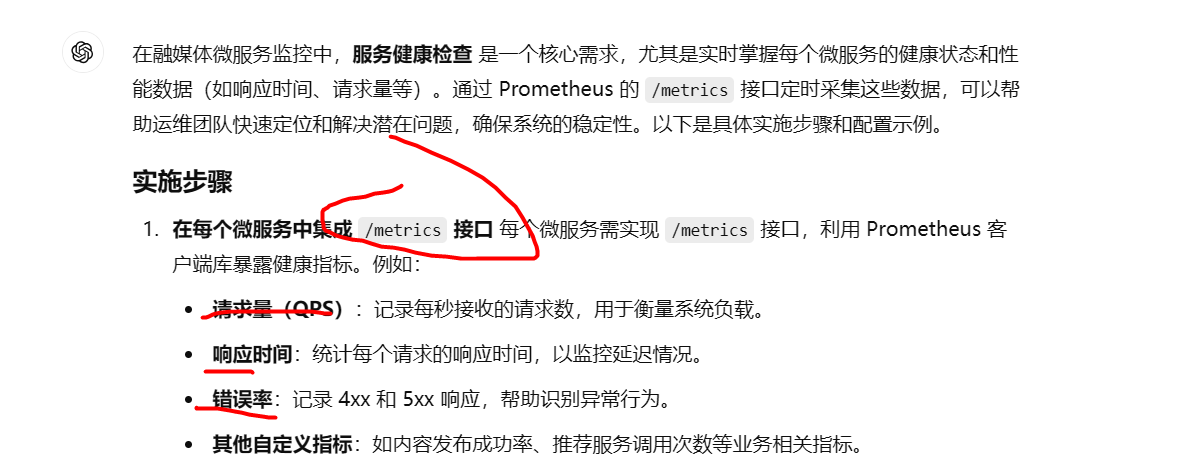 在融媒体微服务监控中，服务健康检查 是一个核心需求，尤其是实时掌握每个微服务的健康状态和性
能数据（如响应时间、请求量等）。通过 Prometheus 的 /metrics 接口定时采集这些数据，可以帮
助运维团队快速定位和解决潜在问题，确保系统的稳定性。以下是具体实施步骤和配置示例。
实施步骤
1. 在每个微服务中集成 /metrics 接口 每个微服务需实现 /metrics 接口，利用 Prometheus 客
户端库暴露健康指标。例如：
• 请求量（QPS）：记录每秒接收的请求数，用于衡量系统负载。
• 响应时间：统计每个请求的响应时间，以监控延迟情况。
• 错误率：记录 4xx 和 5xx 响应，帮助识别异常行为。
• 其他自定义指标：如内容发布成功率、推荐服务调用次数等业务相关指标。